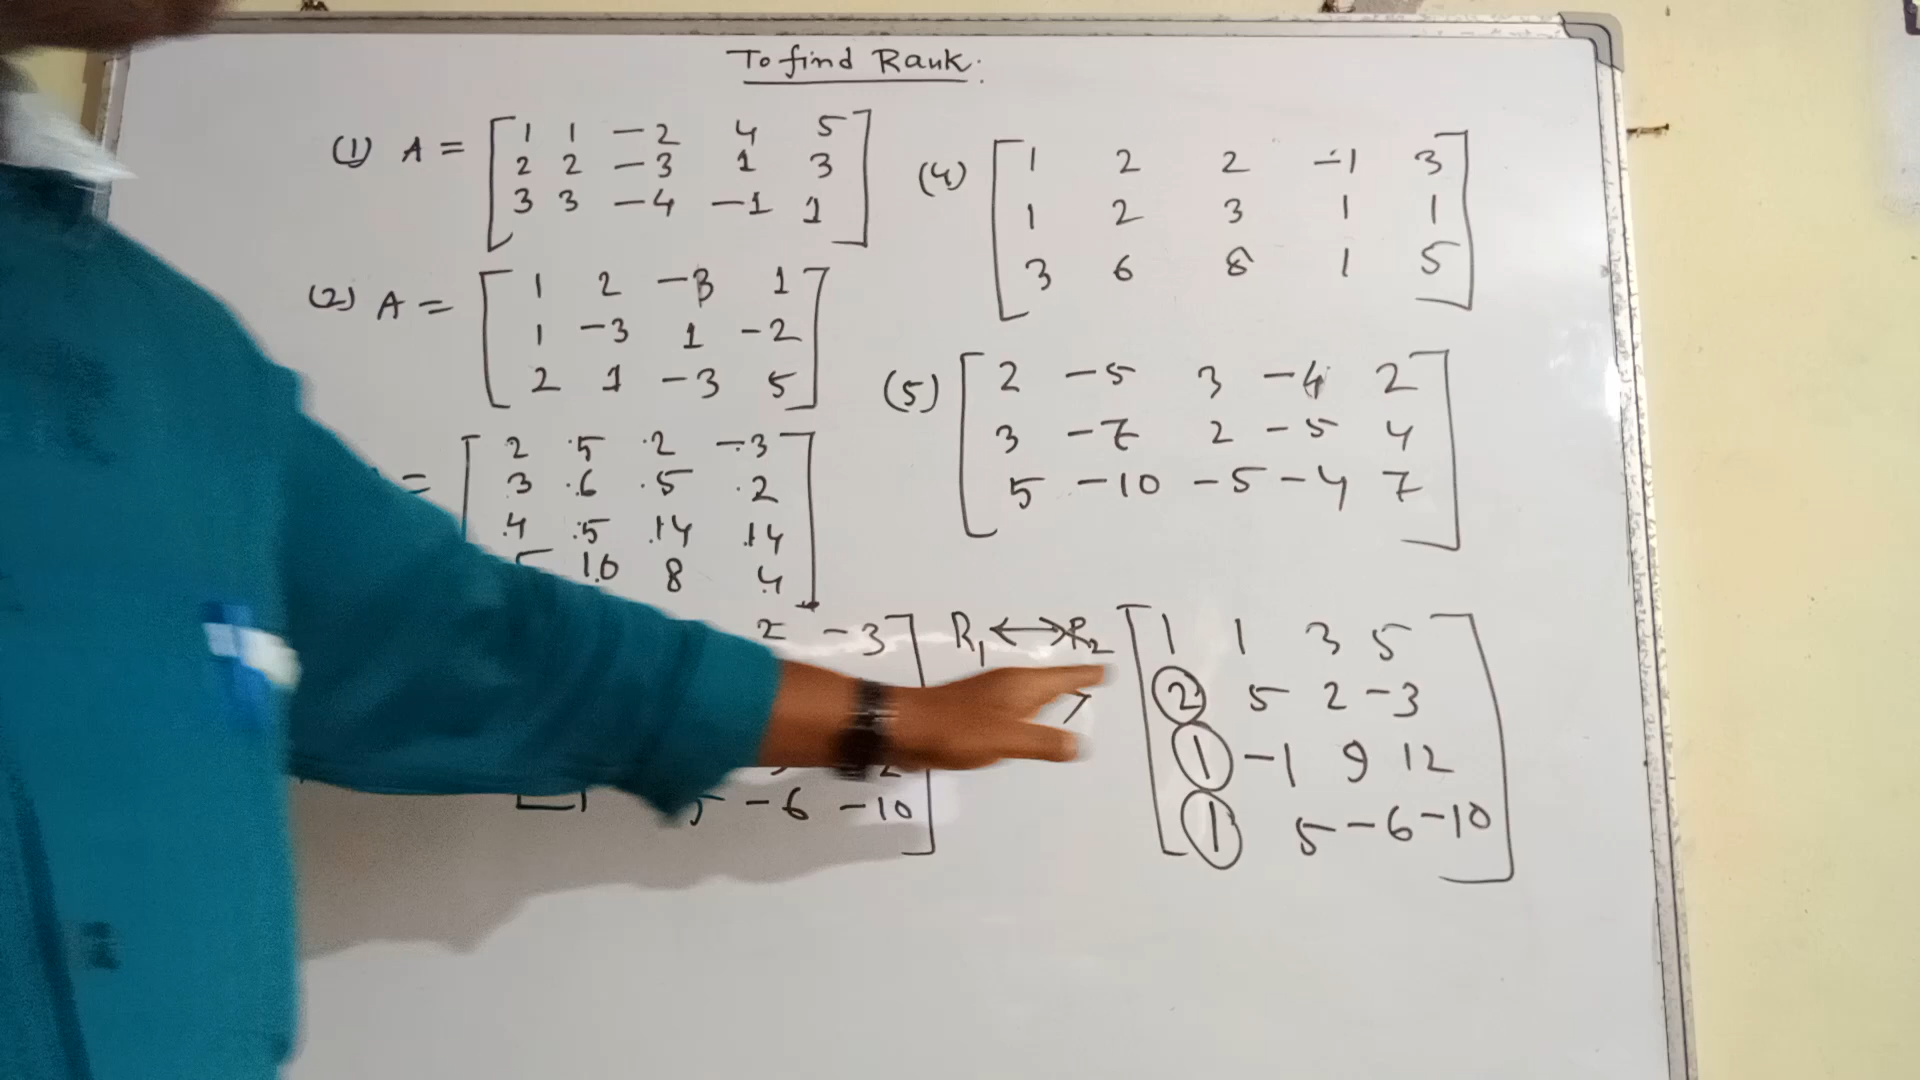 To find Rank:
(1) A = [ 1 1 -2 4 5
2 2 -3 1 3
3 3 -4 -1 1 ]
(2) A = [ 1 2 -3 1
1 -3 1 -2
2 1 -3 5 ]
= [ 2 5 2 -3
3 6 5 2
4 5 14 14
5 10 8 4 ]
2 -3 ]
-6 -10 ]
(4) [ 1 2 2 -1 3
1 2 3 1 1
3 6 8 1 5 ]
(5) [ 2 -5 3 -4 2
3 -7 2 -5 4
5 -10 -5 -4 7 ]
R1 ↔ R2 [ 1 1 3 5
2 5 2 -3
1 -1 9 12
1 5 -6 -10 ]